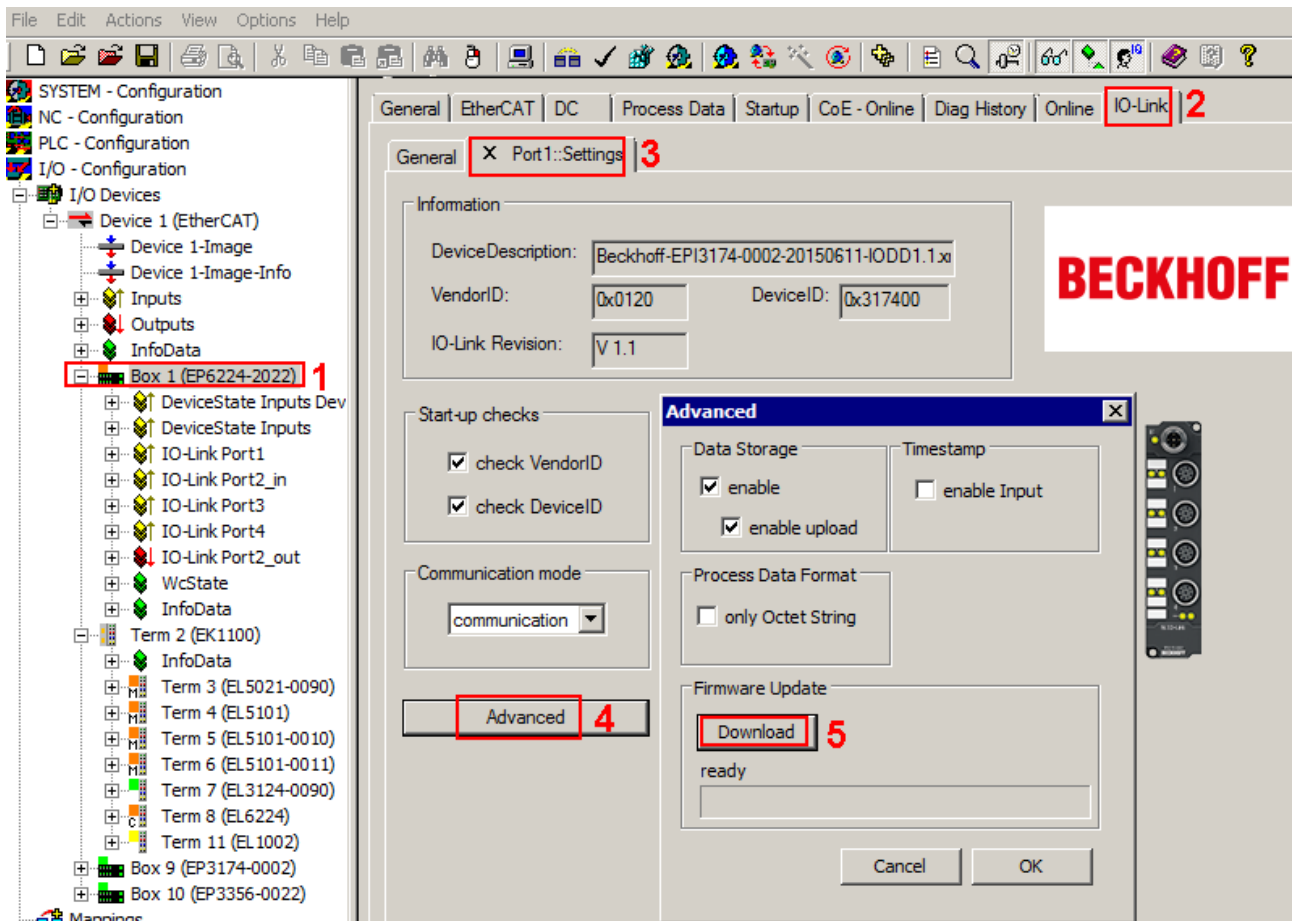 File Edit Actions View Options Help
SYSTEM - Configuration
NC - Configuration
PLC - Configuration
I/O - Configuration
I/O Devices
Device 1 (EtherCAT)
Device 1-Image
Device 1-Image-Info
Inputs
Outputs
InfoData
Box 1 (EP6224-2022) 1
DeviceState Inputs Dev
DeviceState Inputs
IO-Link Port1
IO-Link Port2_in
IO-Link Port3
IO-Link Port4
IO-Link Port2_out
WcState
InfoData
Term 2 (EK1100)
InfoData
Term 3 (EL5021-0090)
Term 4 (EL5101)
Term 5 (EL5101-0010)
Term 6 (EL5101-0011)
Term 7 (EL3124-0090)
Term 8 (EL6224)
Term 11 (EL1002)
Box 9 (EP3174-0002)
Box 10 (EP3356-0022)
Mappings
General EtherCAT DC Process Data Startup CoE - Online Diag History Online IO-Link 2
General X Port1::Settings 3
Information
DeviceDescription: Beckhoff-EPI3174-0002-20150611-IODD1.1.x
VendorID: 0x0120 DeviceID: 0x317400
IO-Link Revision: V 1.1
BECKHOFF
Start-up checks
check VendorID
check DeviceID
Communication mode
communication
Advanced 4
Advanced
Data Storage
enable
enable upload
Timestamp
enable Input
Process Data Format
only Octet String
Firmware Update
Download 5
ready
Cancel OK